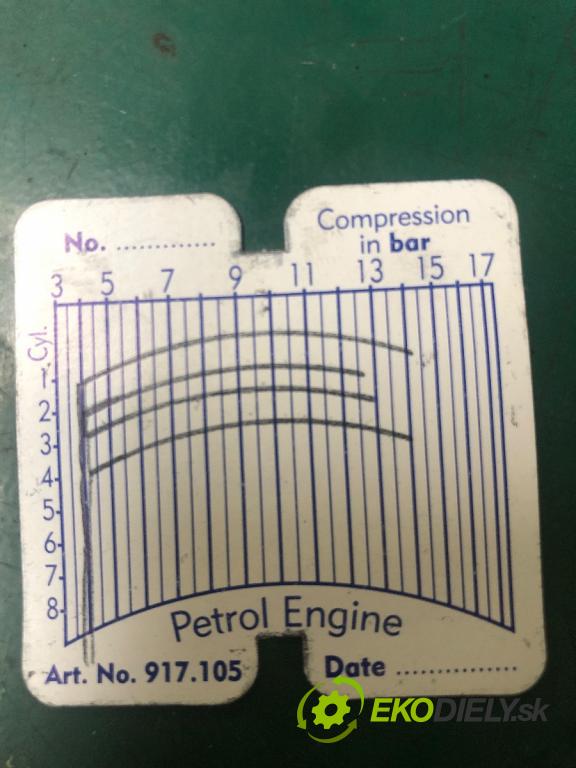 No. ...............
Compression
in bar
3 5 7 9 11 13 15 17
Cyl.
1
2
3
4
5
6
7
8
Petrol Engine
Art. No. 917.105
Date ...............
EKODIELY.sk